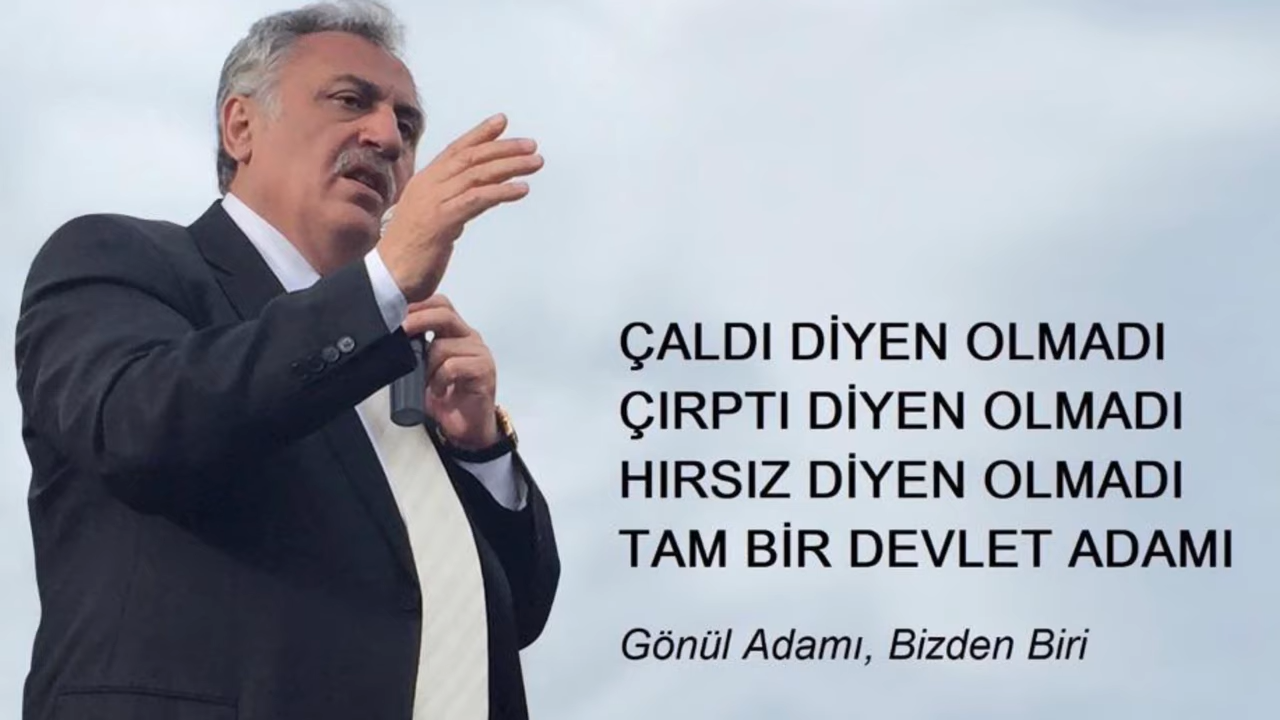 ÇALDI DİYEN OLMADI
ÇIRPTI DİYEN OLMADI
HIRSIZ DİYEN OLMADI
TAM BİR DEVLET ADAMI
Gönül Adamı, Bizden Biri